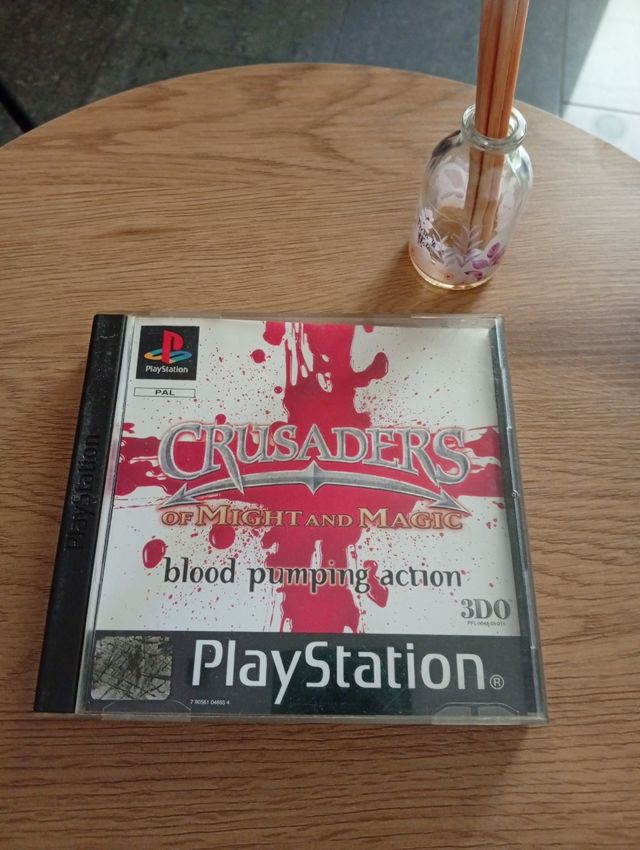 PlayStation
PAL
PlayStation
CRUSADERS
OF MIGHT AND MAGIC
blood pumping action
3DO
PlayStation®